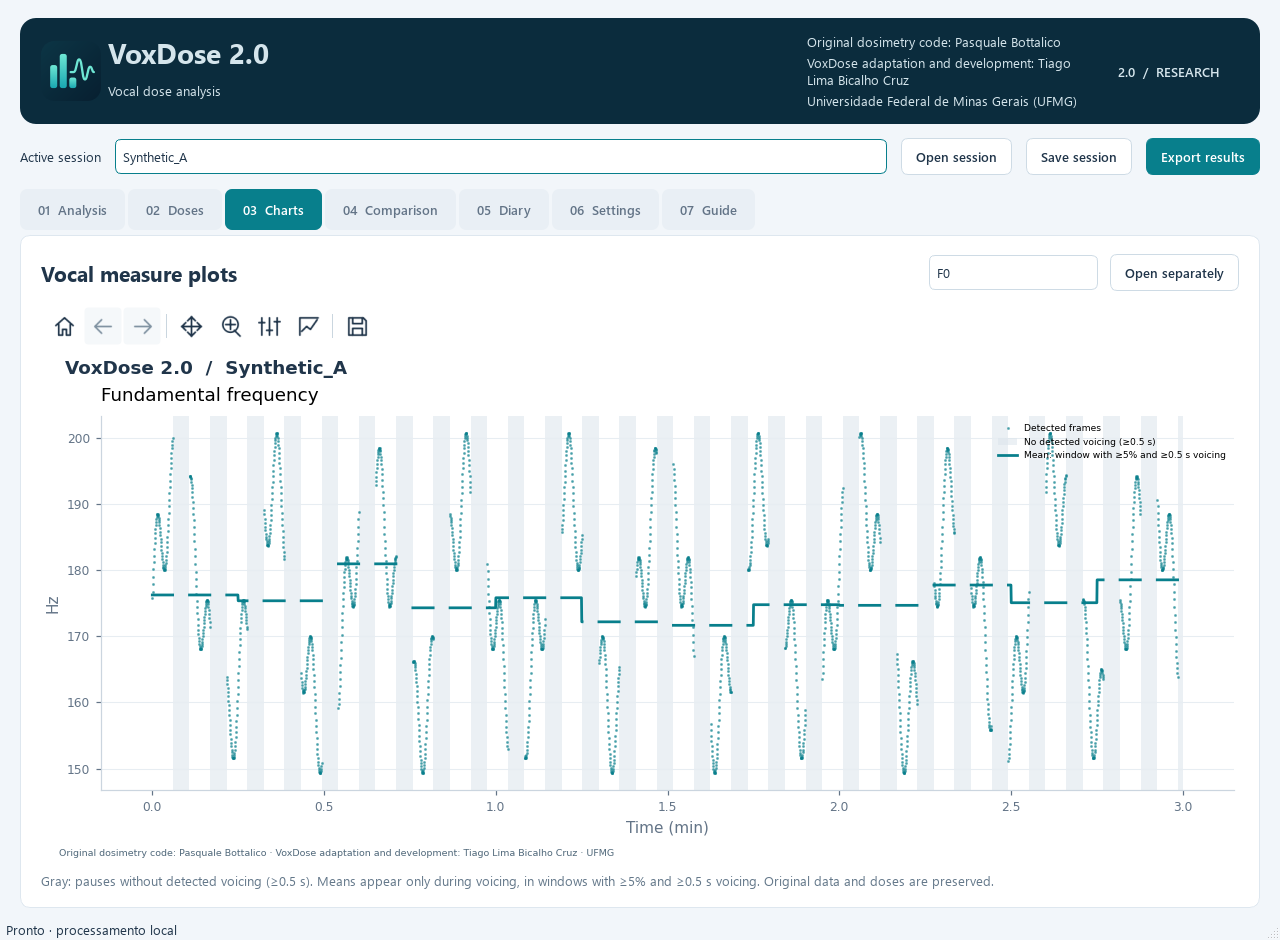 VoxDose 2.0
Vocal dose analysis
Original dosimetry code: Pasquale Bottalico
VoxDose adaptation and development: Tiago
Lima Bicalho Cruz
Universidade Federal de Minas Gerais (UFMG)
2.0 / RESEARCH
Active session
Synthetic_A
Open session
Save session
Export results
01 Analysis
02 Doses
03 Charts
04 Comparison
05 Diary
06 Settings
07 Guide
Vocal measure plots
F0
Open separately
VoxDose 2.0 / Synthetic_A
Fundamental frequency
Detected frames
No detected voicing (≥0.5 s)
Mean: window with ≥5% and ≥0.5 s voicing
Hz
200
190
180
170
160
150
0.0 0.5 1.0 1.5 2.0 2.5 3.0
Time (min)
Original dosimetry code: Pasquale Bottalico · VoxDose adaptation and development: Tiago Lima Bicalho Cruz · UFMG
Gray: pauses without detected voicing (≥0.5 s). Means appear only during voicing, in windows with ≥5% and ≥0.5 s voicing. Original data and doses are preserved.
Pronto · processamento local